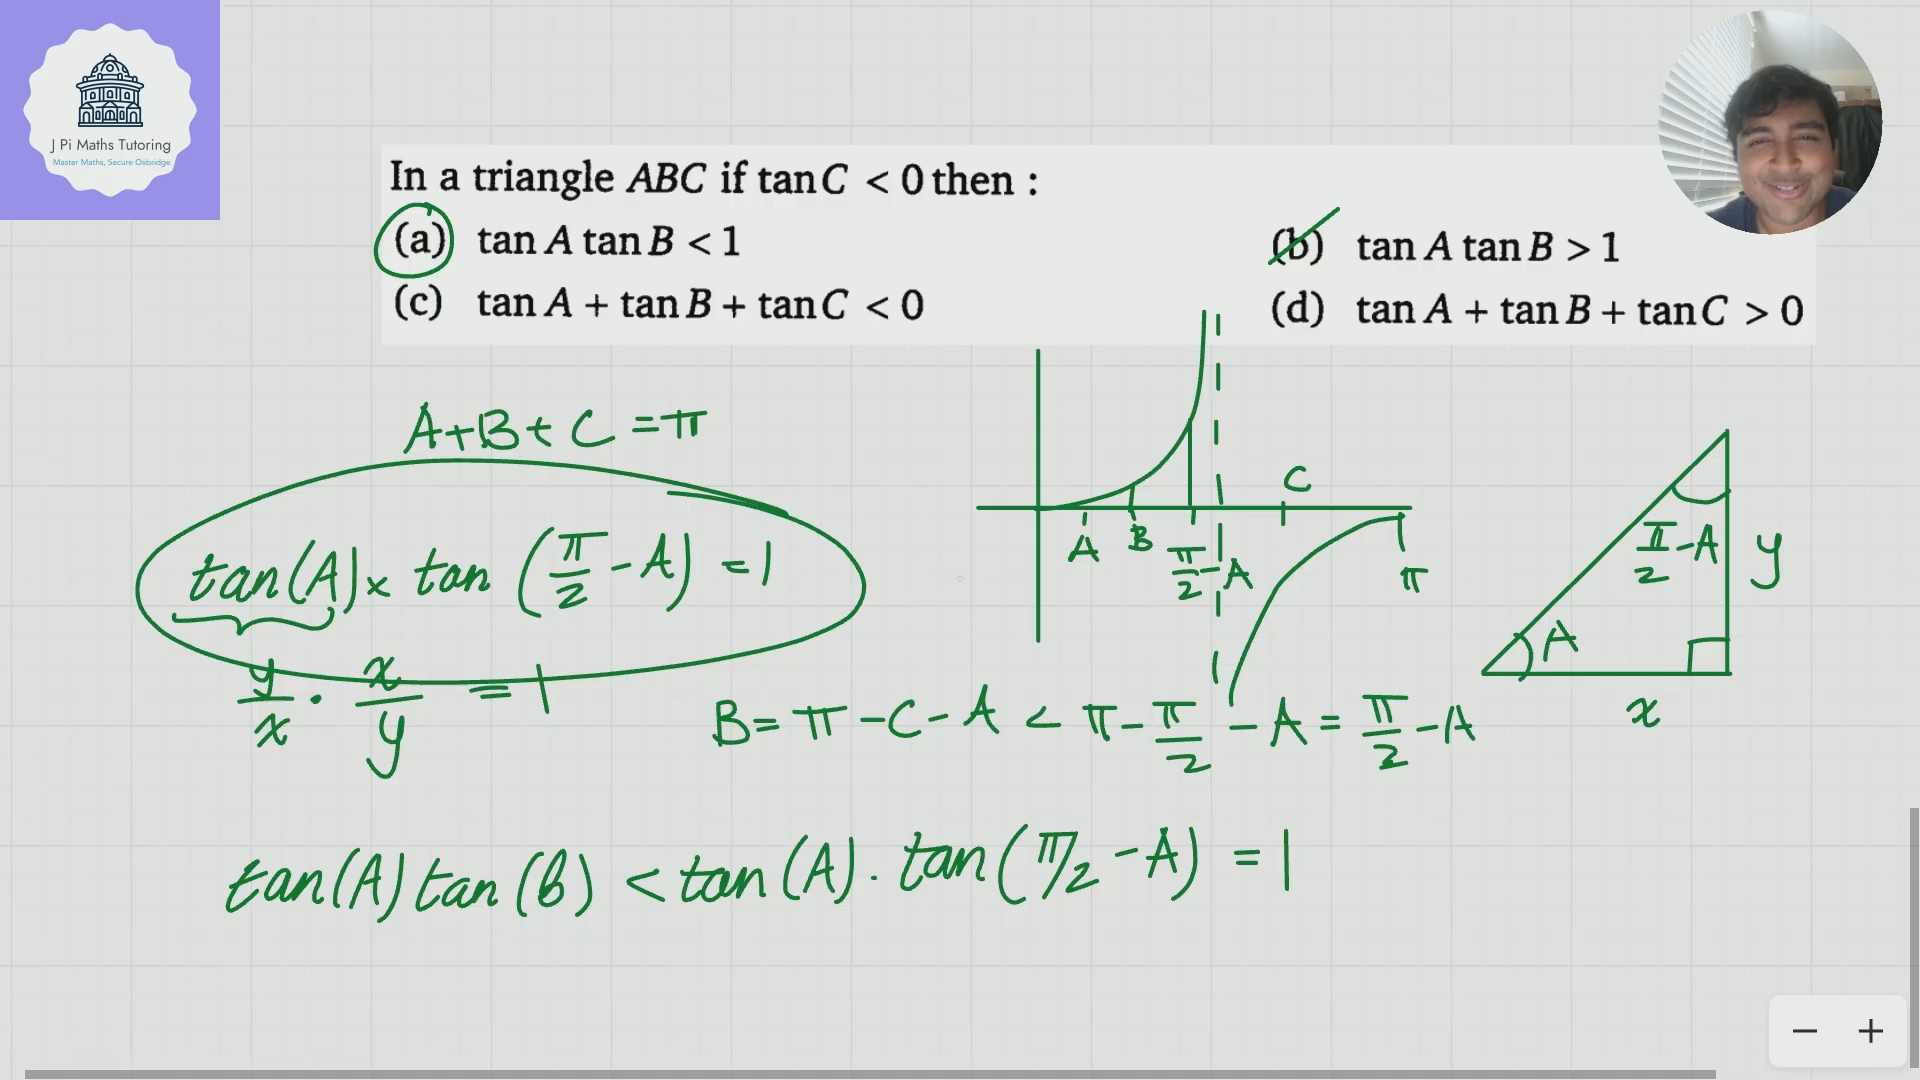 J Pi Maths Tutoring
Master Maths, Secure Oxbridge
In a triangle ABC if tan C < 0 then :
(a) tan A tan B < 1
(b) tan A tan B > 1
(c) tan A + tan B + tan C < 0
(d) tan A + tan B + tan C > 0
A+B+C=π
tan(A) x tan(π/2 - A) = 1
y/x · x/y = 1
A B π/2 - A C π
π/2 - A y
A
x
B = π - C - A < π - π/2 - A = π/2 - A
tan(A) tan(b) < tan(A) · tan(π/2 - A) = 1
− +